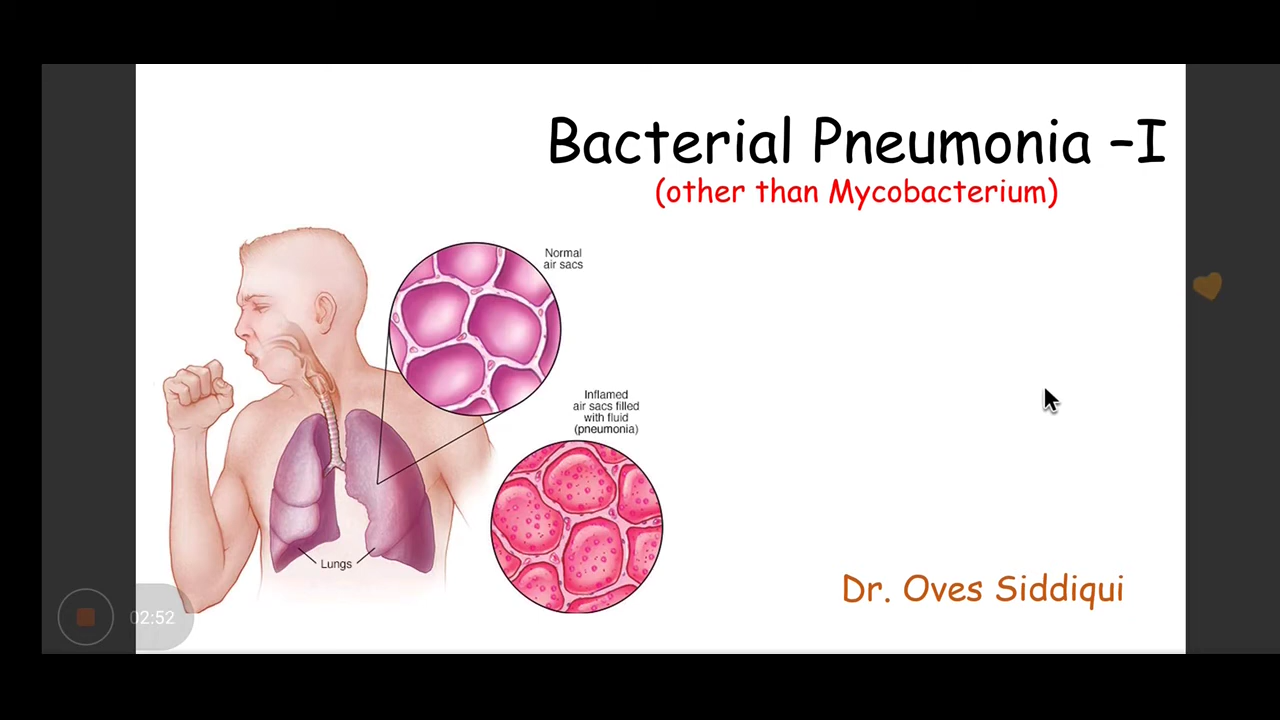 Bacterial Pneumonia –I
(other than Mycobacterium)
Normal
air sacs
Inflamed
air sacs filled
with fluid
(pneumonia)
Lungs
Dr. Oves Siddiqui
02:52